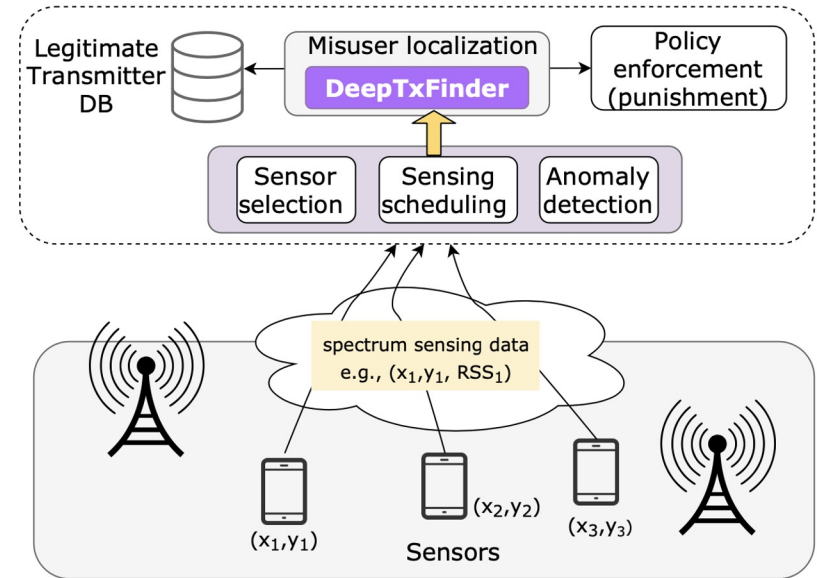 Legitimate
Transmitter
DB
Misuser localization
DeepTxFinder
Policy
enforcement
(punishment)
Sensor
selection
Sensing
scheduling
Anomaly
detection
spectrum sensing data
e.g., (x₁,y₁, RSS₁)
(x₁,y₁)
(x₂,y₂)
(x₃,y₃)
Sensors